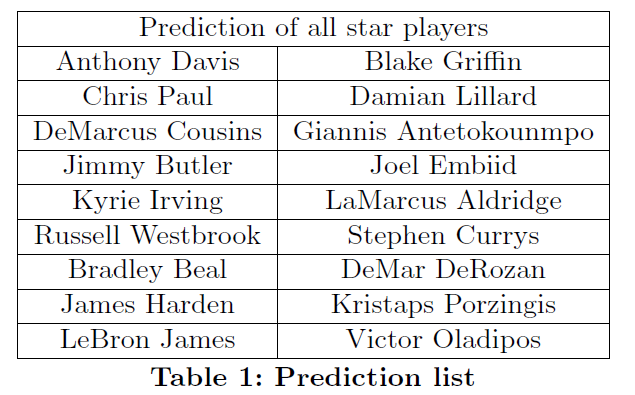 Prediction of all star players
Anthony Davis Blake Griffin
Chris Paul Damian Lillard
DeMarcus Cousins Giannis Antetokounmpo
Jimmy Butler Joel Embiid
Kyrie Irving LaMarcus Aldridge
Russell Westbrook Stephen Currys
Bradley Beal DeMar DeRozan
James Harden Kristaps Porzingis
LeBron James Victor Oladipos
Table 1: Prediction list